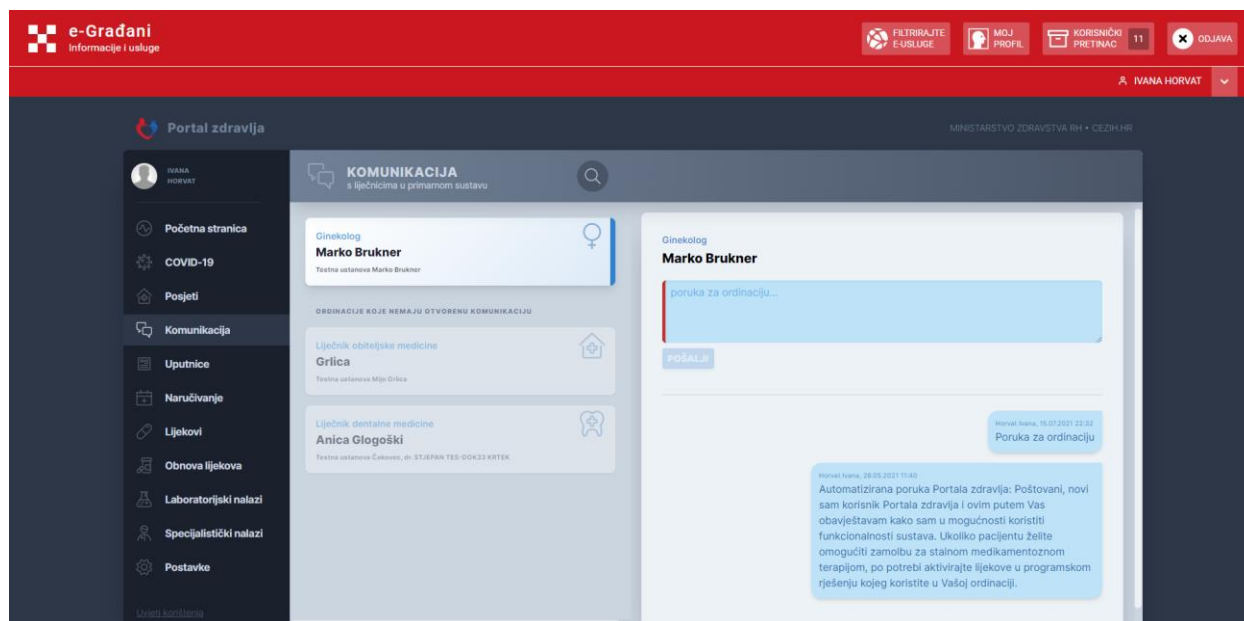 e-Građani
Informacije i usluge
FILTRIRAJTE
E-USLUGE
MOJ
PROFIL
KORISNIČKI
PRETINAC
11
ODJAVA
IVANA HORVAT
Portal zdravlja
MINISTARSTVO ZDRAVSTVA RH • CEZIH.HR
IVANA
HORVAT
Početna stranica
COVID-19
Posjeti
Komunikacija
Uputnice
Naručivanje
Lijekovi
Obnova lijekova
Laboratorijski nalazi
Specijalistički nalazi
Postavke
Uvjeti korištenja
KOMUNIKACIJA
s liječnicima u primarnom sustavu
Ginekolog
Marko Brukner
Testna ustanova Marko Brukner
ORDINACIJE KOJE NEMAJU OTVORENU KOMUNIKACIJU
Liječnik obiteljske medicine
Grlica
Testna ustanova Mijo Grlica
Liječnik dentalne medicine
Anica Glogoški
Testna ustanova Čakovec, dr. STJEPAN TES-DOK33 KRTEK
Ginekolog
Marko Brukner
poruka za ordinaciju...
POŠALJI
Horvat Ivana, 15.07.2021 22:32
Poruka za ordinaciju
Horvat Ivana, 28.05.2021 11:40
Automatizirana poruka Portala zdravlja: Poštovani, novi
sam korisnik Portala zdravlja i ovim putem Vas
obavještavam kako sam u mogućnosti koristiti
funkcionalnosti sustava. Ukoliko pacijentu želite
omogućiti zamolbu za stalnom medikamentoznom
terapijom, po potrebi aktivirajte lijekove u programskom
rješenju kojeg koristite u Vašoj ordinaciji.